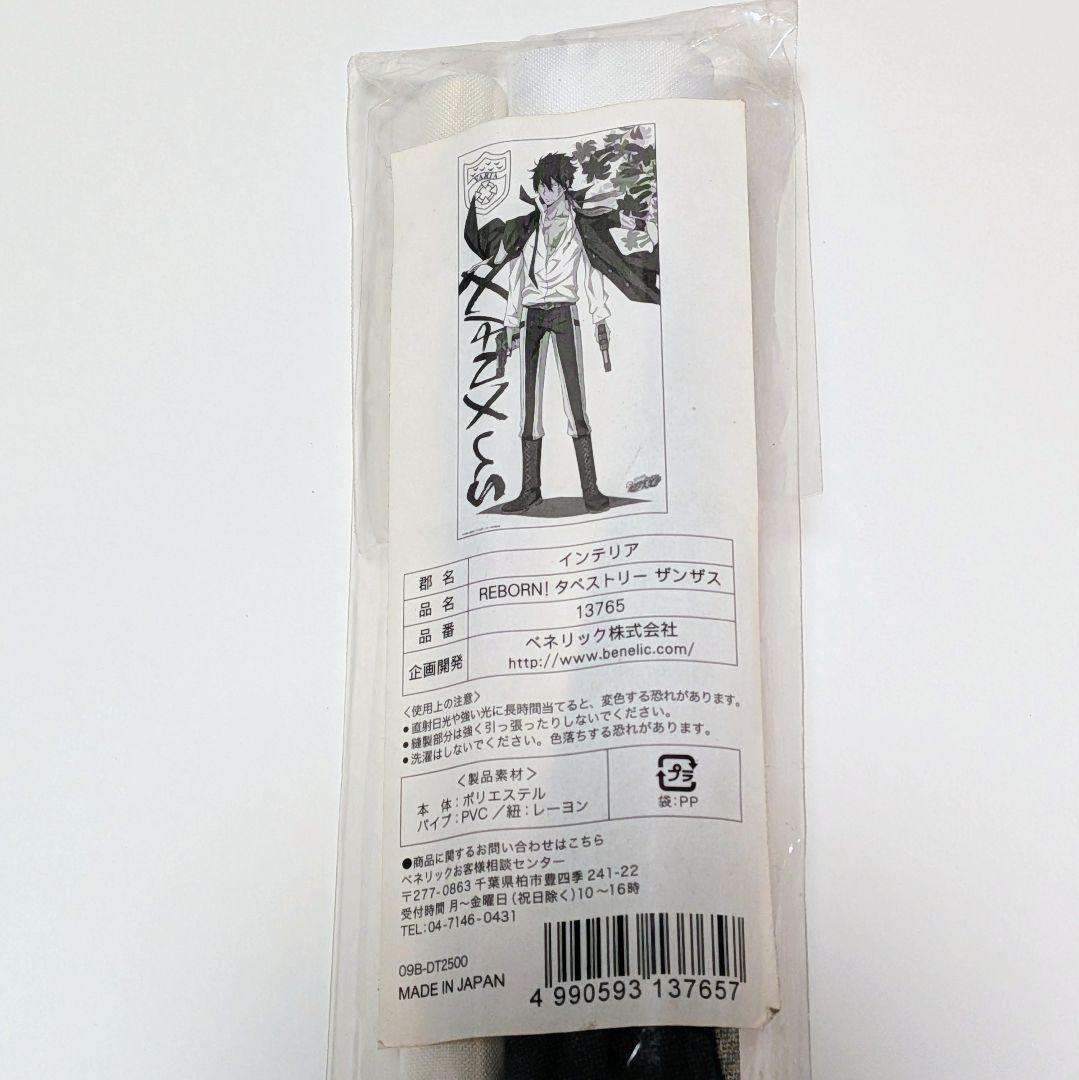 VARIA
XANXUS
郡 名 インテリア
品 名 REBORN! タペストリー ザンザス
品 番 13765
企画開発 ベネリック株式会社
http://www.benelic.com/
＜使用上の注意＞
●直射日光や強い光に長時間当てると、変色する恐れがあります。
●縫製部分は強く引っ張ったりしないでください。
●洗濯はしないでください。色落ちする恐れがあります。
＜製品素材＞
本 体：ポリエステル
パイプ：PVC／紐：レーヨン
プラ
袋：PP
●商品に関するお問い合わせはこちら
ベネリックお客様相談センター
〒277-0863 千葉県柏市豊四季 241-22
受付時間 月〜金曜日（祝日除く）10〜16時
TEL：04-7146-0431
09B-DT2500
MADE IN JAPAN
4 990593 137657